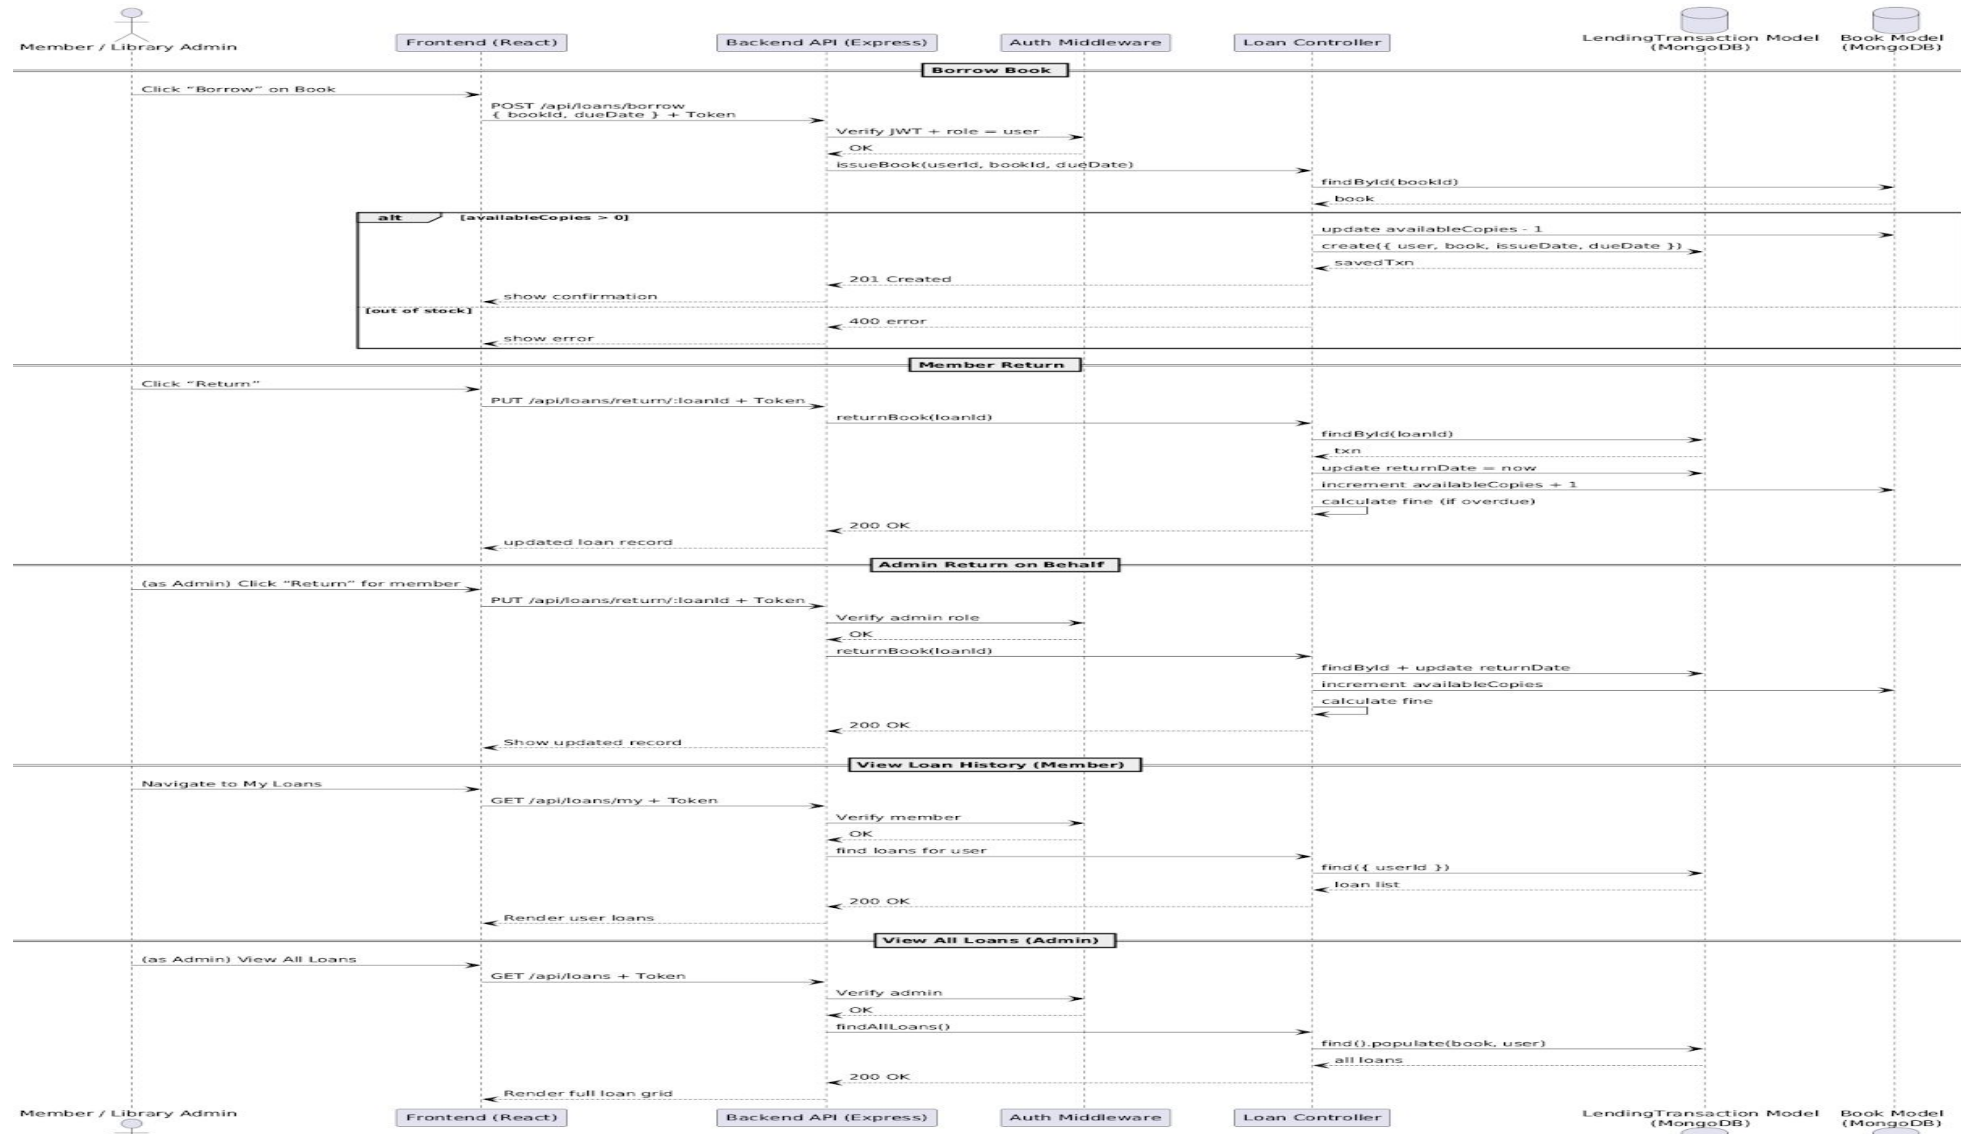 Member / Library Admin
Frontend (React)
Backend API (Express)
Auth Middleware
Loan Controller
LendingTransaction Model
(MongoDB)
Book Model
(MongoDB)
Borrow Book
Click “Borrow” on Book
POST /api/loans/borrow
{ bookId, dueDate } + Token
Verify JWT + role = user
OK
issueBook(userId, bookId, dueDate)
findById(bookId)
book
alt
[availableCopies > 0]
update availableCopies - 1
create({ user, book, issueDate, dueDate })
savedTxn
201 Created
show confirmation
[out of stock]
400 error
show error
Member Return
Click “Return”
PUT /api/loans/return/:loanId + Token
returnBook(loanId)
findById(loanId)
txn
update returnDate = now
increment availableCopies + 1
calculate fine (if overdue)
200 OK
updated loan record
Admin Return on Behalf
(as Admin) Click “Return” for member
PUT /api/loans/return/:loanId + Token
Verify admin role
OK
returnBook(loanId)
findById + update returnDate
increment availableCopies
calculate fine
200 OK
Show updated record
View Loan History (Member)
Navigate to My Loans
GET /api/loans/my + Token
Verify member
OK
find loans for user
find({ userId })
loan list
200 OK
Render user loans
View All Loans (Admin)
(as Admin) View All Loans
GET /api/loans + Token
Verify admin
OK
findAllLoans()
find().populate(book, user)
all loans
200 OK
Render full loan grid
Member / Library Admin
Frontend (React)
Backend API (Express)
Auth Middleware
Loan Controller
LendingTransaction Model
(MongoDB)
Book Model
(MongoDB)